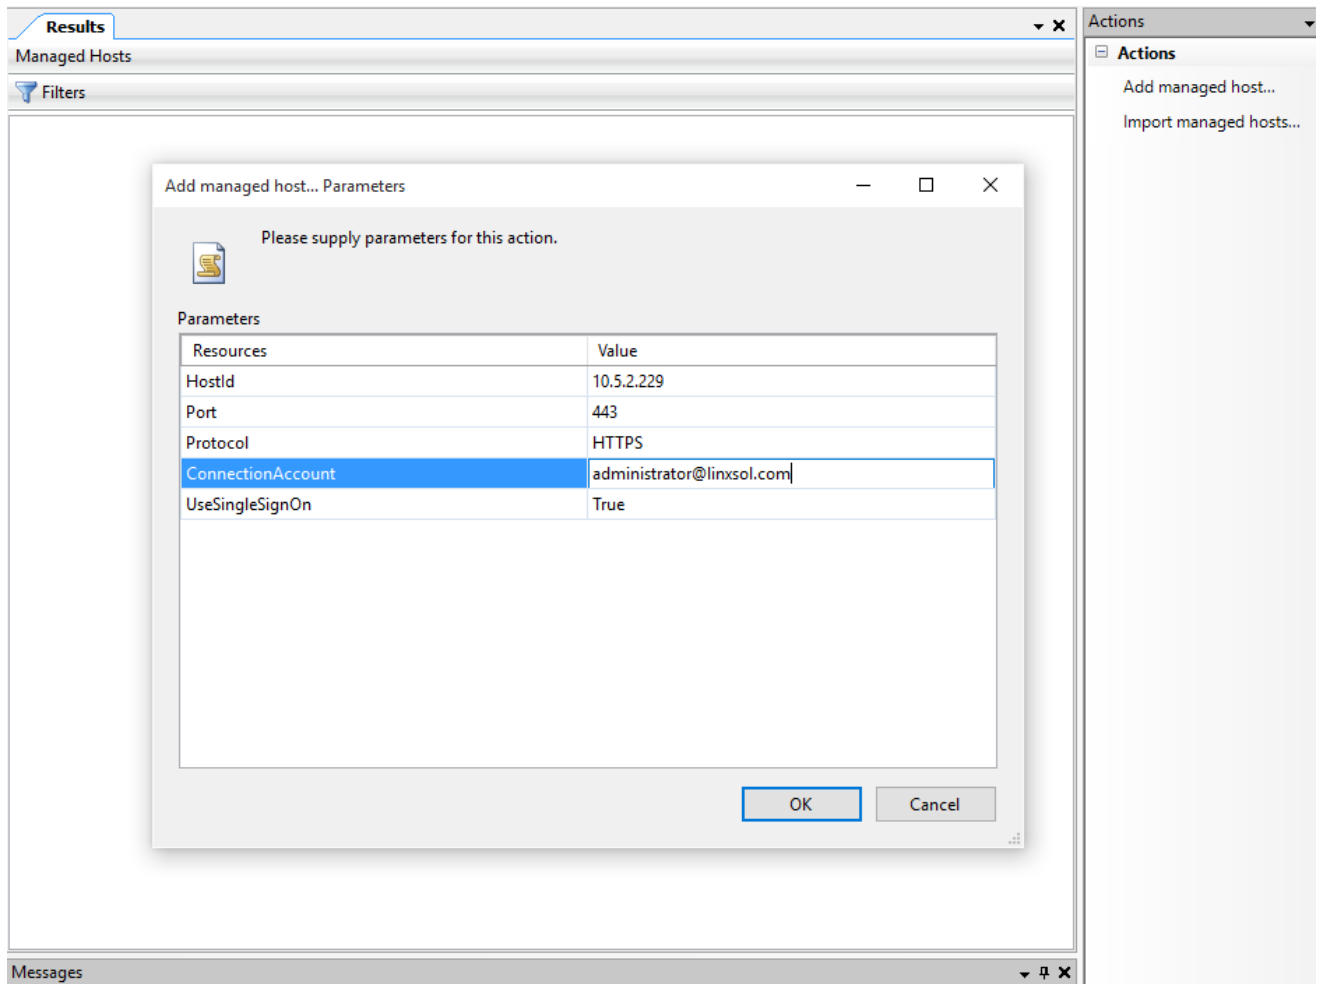 Results
Actions
Managed Hosts
Actions
Filters
Add managed host...
Import managed hosts...
Add managed host... Parameters
Please supply parameters for this action.
Parameters
Resources Value
HostId 10.5.2.229
Port 443
Protocol HTTPS
ConnectionAccount administrator@linxsol.com
UseSingleSignOn True
OK Cancel
Messages